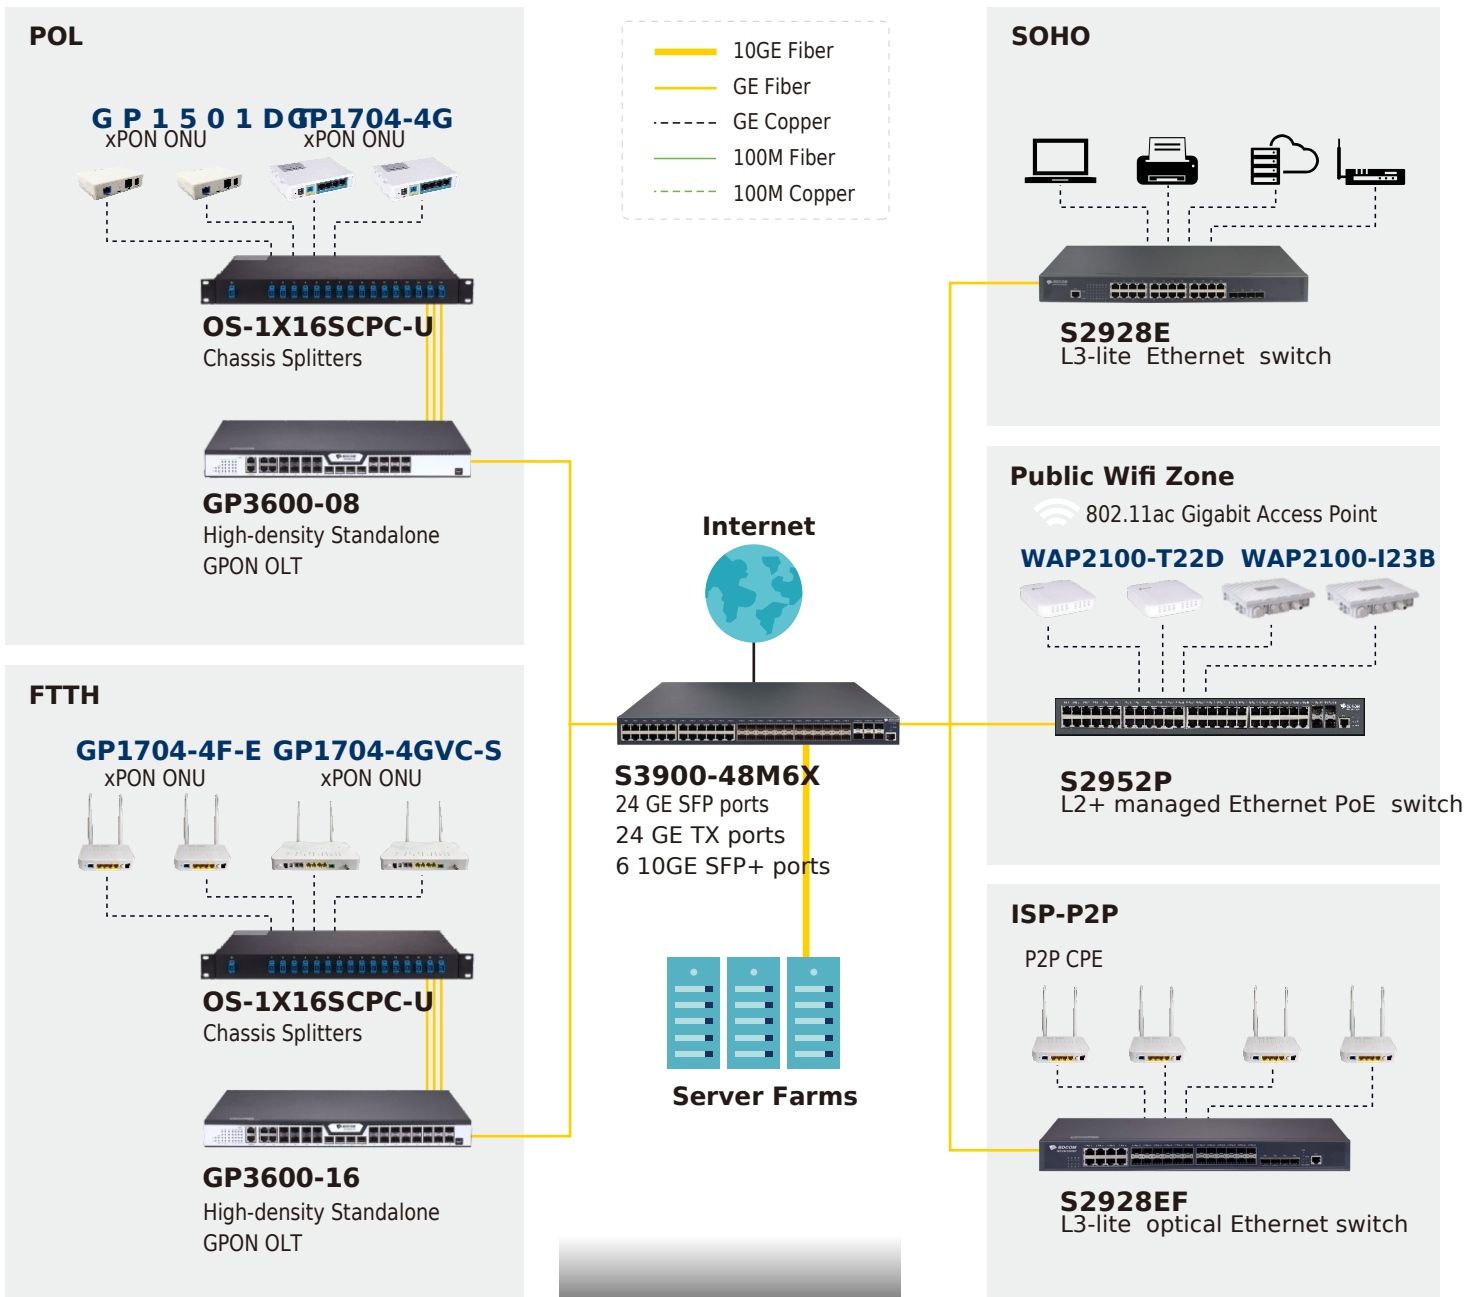 POL
GP1501DGT
GP1704-4G
xPON ONU
xPON ONU
OS-1X16SCPC-U
Chassis Splitters
GP3600-08
High-density Standalone
GPON OLT
FTTH
GP1704-4F-E
GP1704-4GVC-S
xPON ONU
xPON ONU
OS-1X16SCPC-U
Chassis Splitters
GP3600-16
High-density Standalone
GPON OLT
10GE Fiber
GE Fiber
GE Copper
100M Fiber
100M Copper
Internet
S3900-48M6X
24 GE SFP ports
24 GE TX ports
6 10GE SFP+ ports
Server Farms
SOHO
S2928E
L3-lite Ethernet switch
Public Wifi Zone
802.11ac Gigabit Access Point
WAP2100-T22D
WAP2100-I23B
S2952P
L2+ managed Ethernet PoE switch
ISP-P2P
P2P CPE
BDCOM
S2928EF
L3-lite optical Ethernet switch